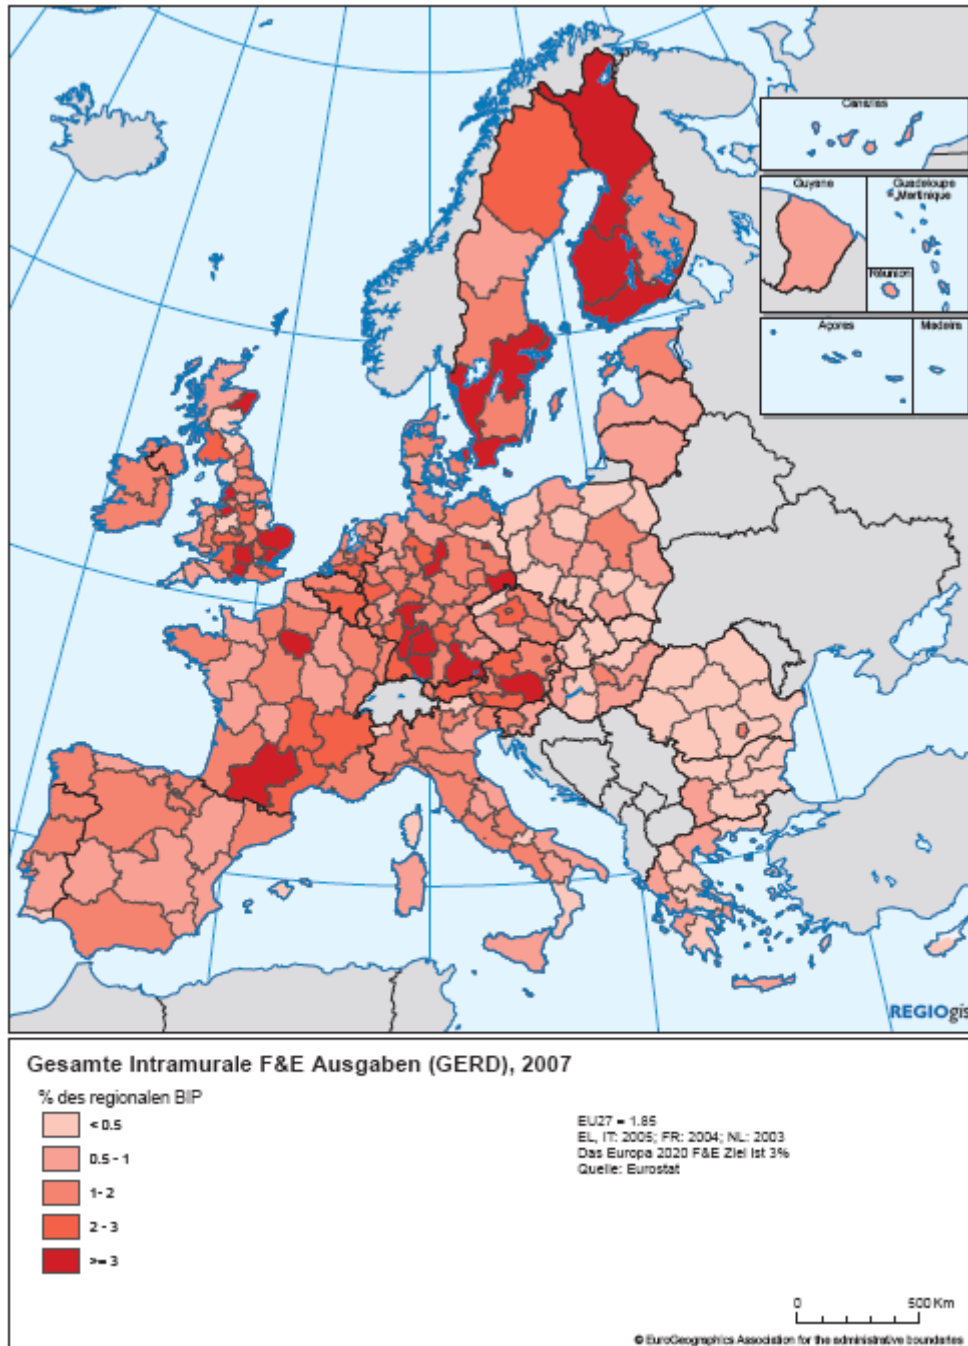 Canarias
Guyane
Guadeloupe
Martinique
Réunion
Açores
Madeira
REGIOgis
Gesamte Intramurale F&E Ausgaben (GERD), 2007
% des regionalen BIP
< 0.5
0.5 - 1
1- 2
2 - 3
>= 3
EU27 = 1.85
EL, IT: 2005; FR: 2004; NL: 2003
Das Europa 2020 F&E Ziel ist 3%
Quelle: Eurostat
0 500 Km
© EuroGeographics Association for the administrative boundaries